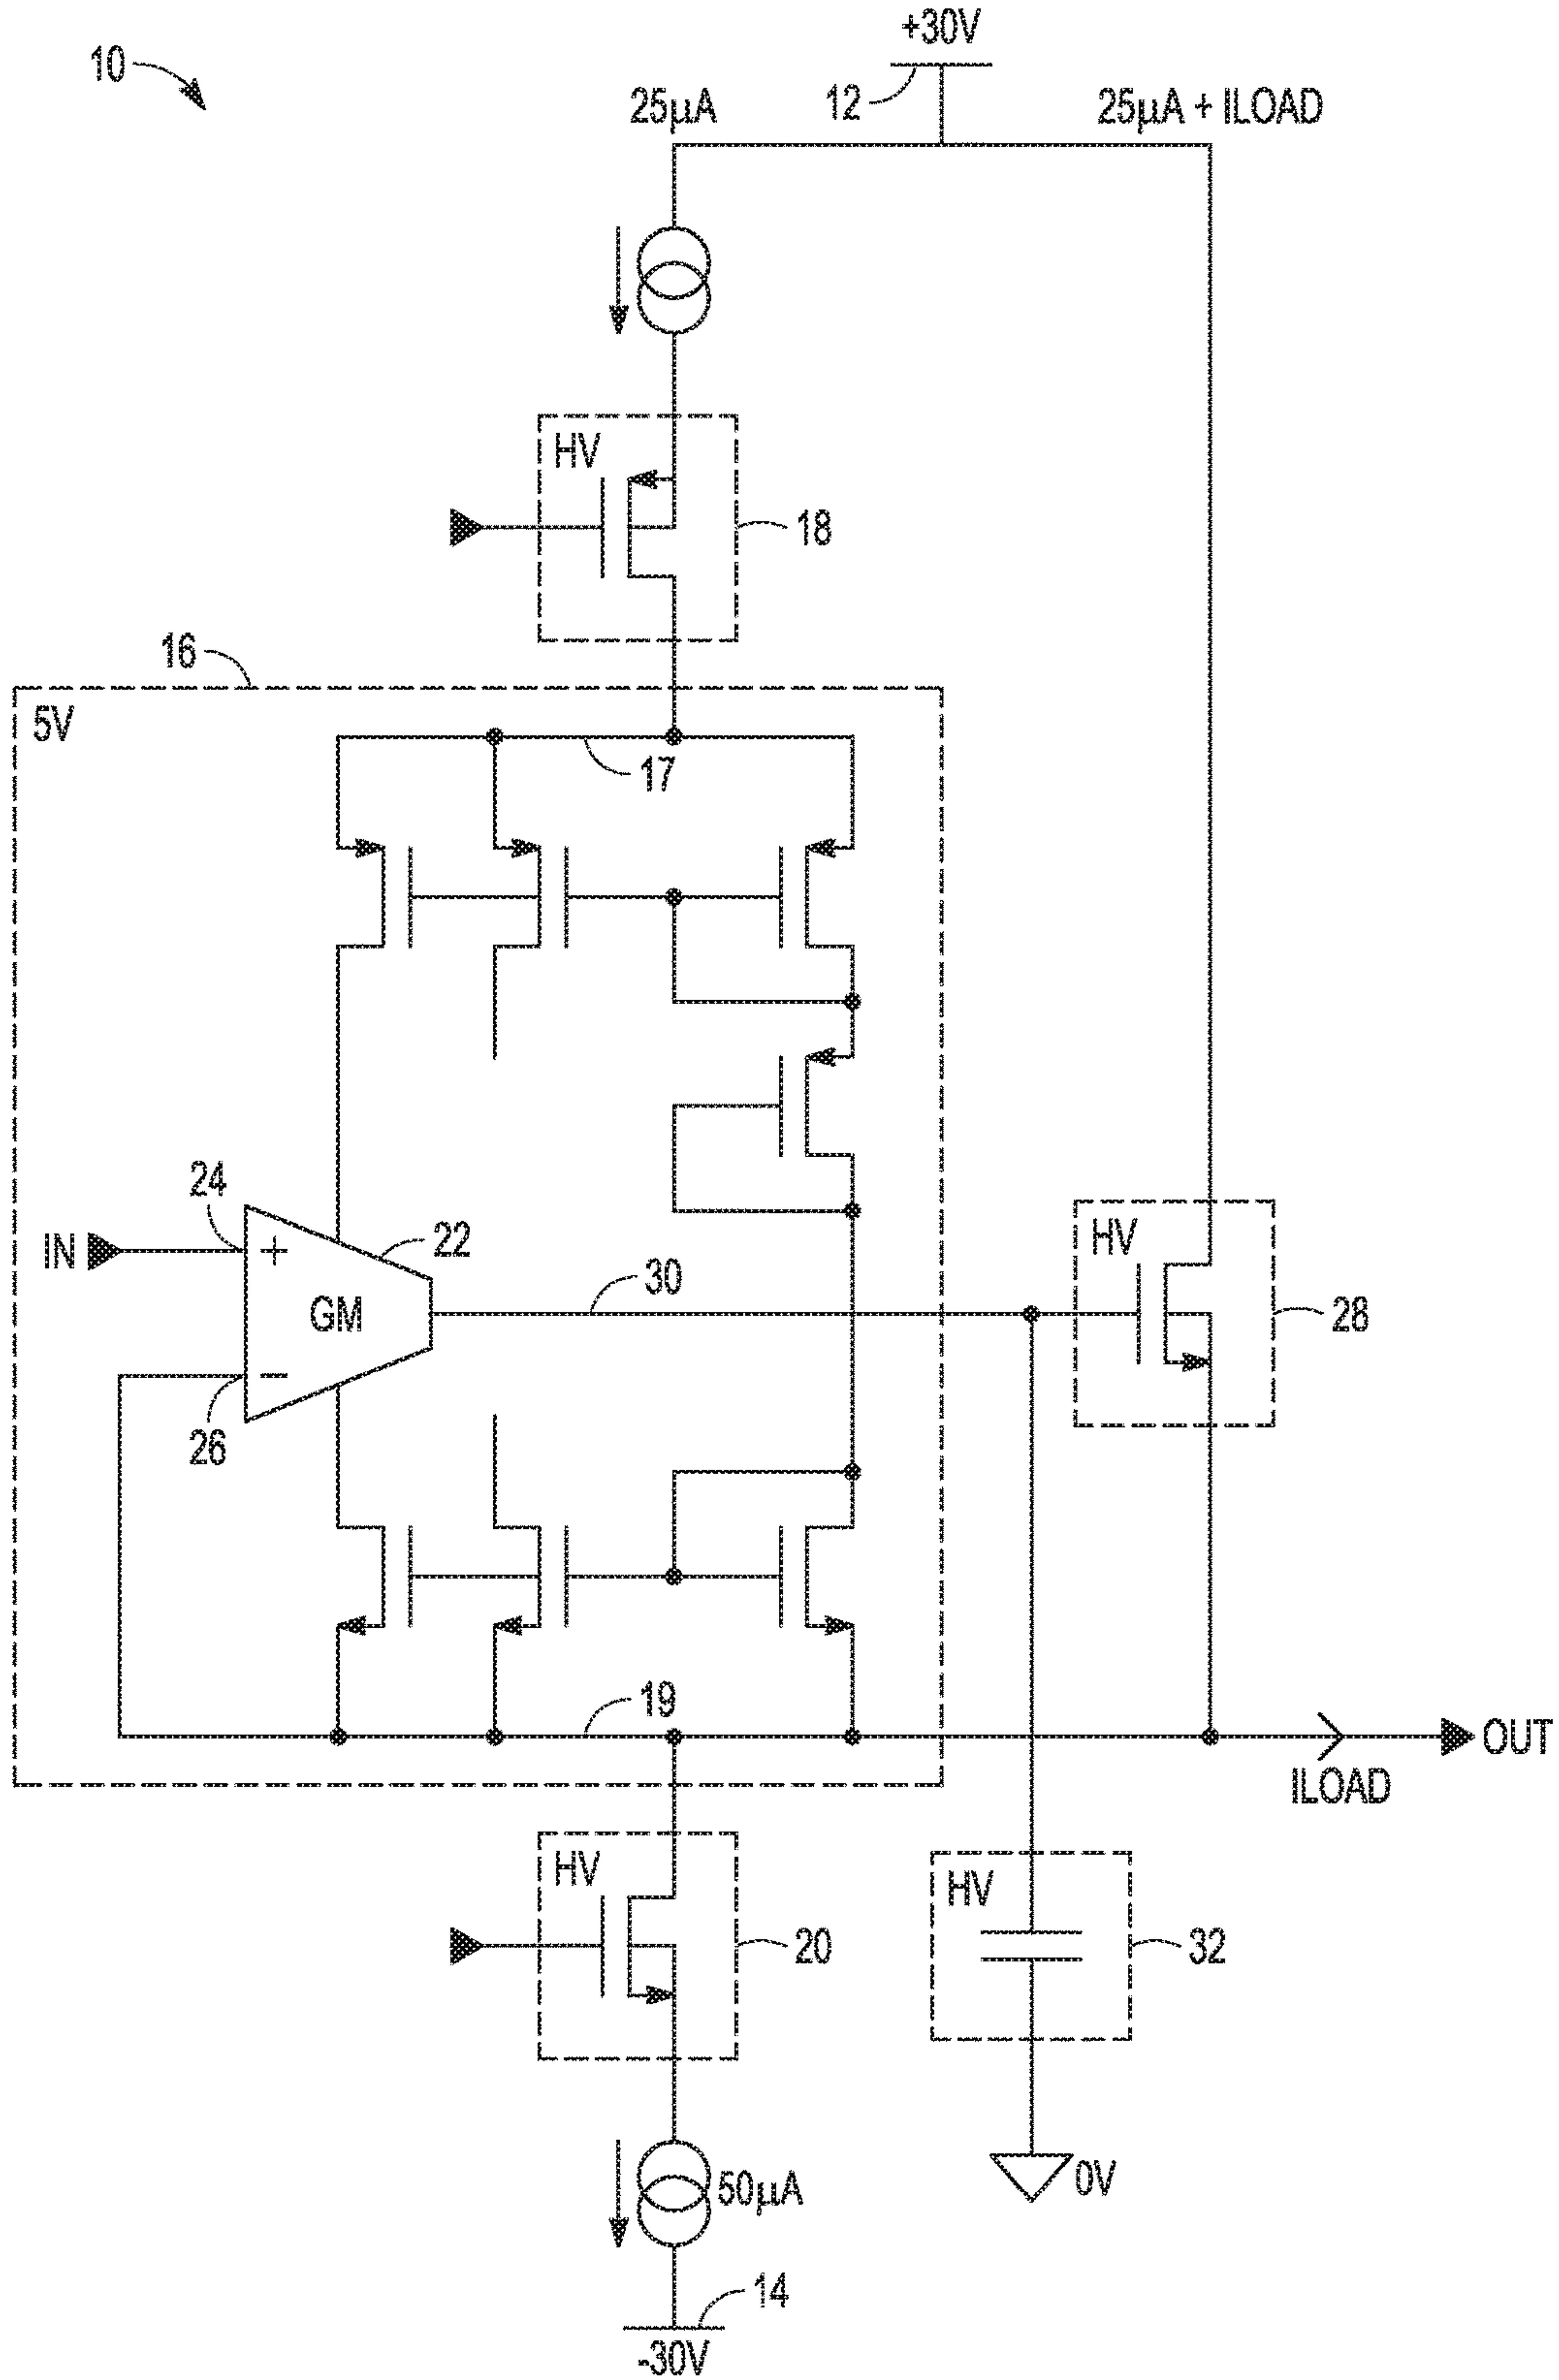 10
+30V
12
25μA
25μA + ILOAD
HV
18
16
5V
17
24
22
IN
+
GM
30
HV
28
−
26
19
OUT
ILOAD
HV
20
HV
32
50μA
0V
14
-30V